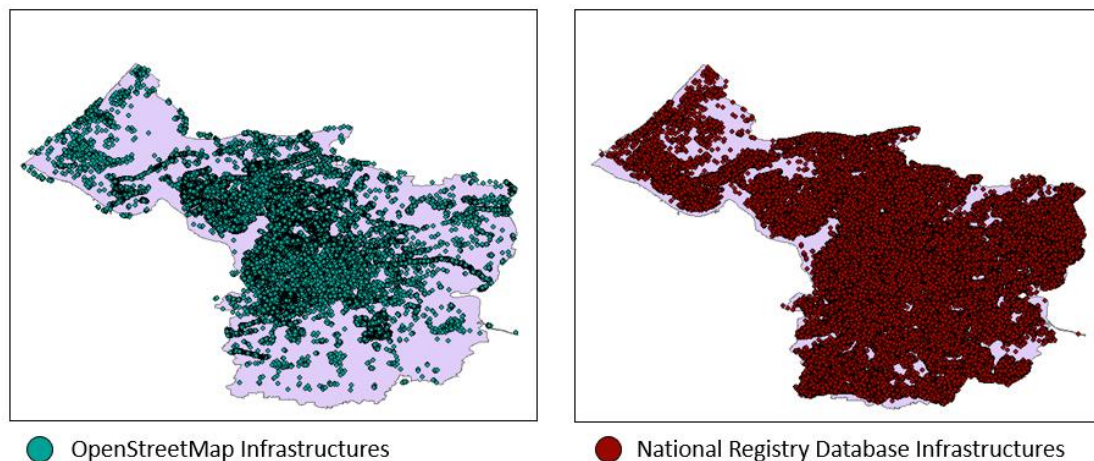 OpenStreetMap Infrastructures
National Registry Database Infrastructures